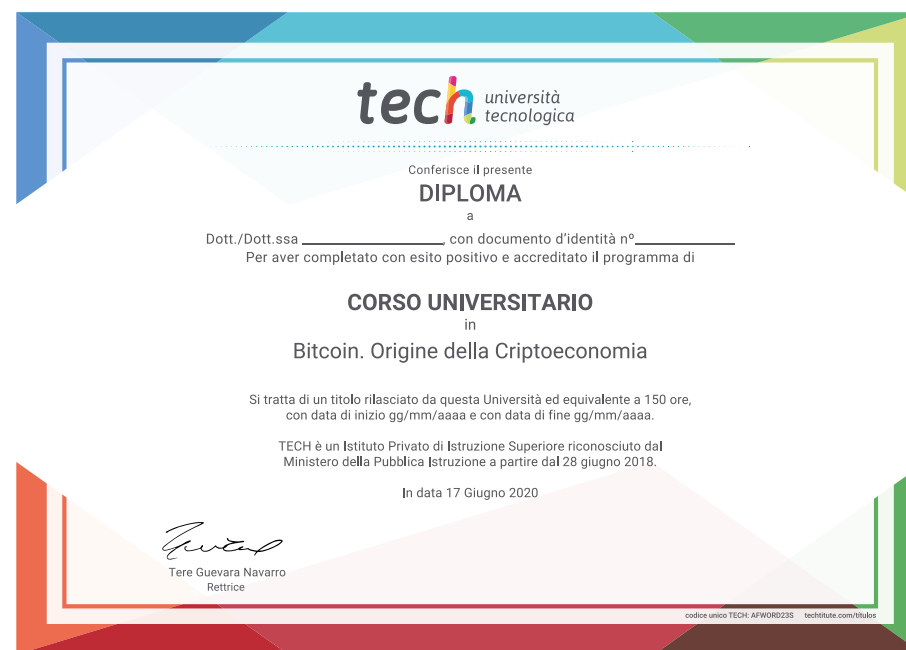 tech università
tecnologica
Conferisce il presente
DIPLOMA
a
Dott./Dott.ssa ____________________, con documento d'identità nº______________
Per aver completato con esito positivo e accreditato il programma di
CORSO UNIVERSITARIO
in
Bitcoin. Origine della Criptoeconomia
Si tratta di un titolo rilasciato da questa Università ed equivalente a 150 ore,
con data di inizio gg/mm/aaaa e con data di fine gg/mm/aaaa.
TECH è un Istituto Privato di Istruzione Superiore riconosciuto dal
Ministero della Pubblica Istruzione a partire dal 28 giugno 2018.
In data 17 Giugno 2020
Tere Guevara Navarro
Rettrice
codice unico TECH: AFWORD23S techtitute.com/titulos